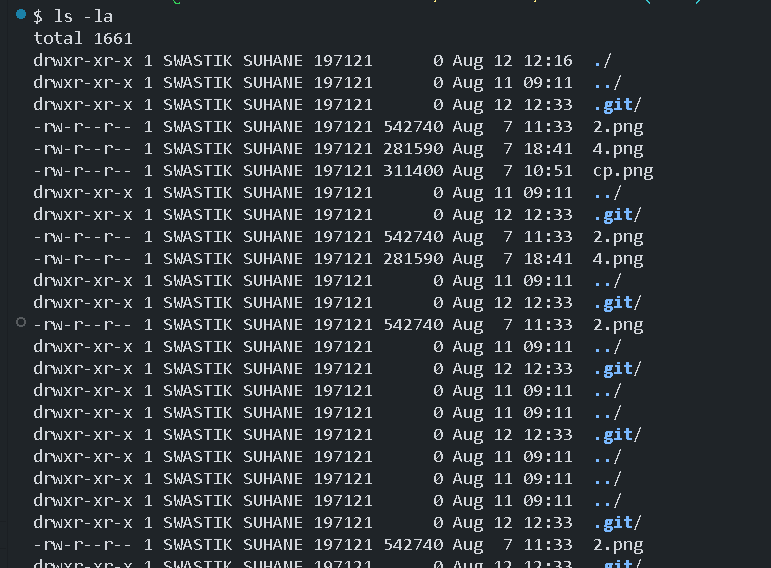 $ ls -la
total 1661
drwxr-xr-x 1 SWASTIK SUHANE 197121      0 Aug 12 12:16  ./
drwxr-xr-x 1 SWASTIK SUHANE 197121      0 Aug 11 09:11  ../
drwxr-xr-x 1 SWASTIK SUHANE 197121      0 Aug 12 12:33  .git/
-rw-r--r-- 1 SWASTIK SUHANE 197121 542740 Aug  7 11:33  2.png
-rw-r--r-- 1 SWASTIK SUHANE 197121 281590 Aug  7 18:41  4.png
-rw-r--r-- 1 SWASTIK SUHANE 197121 311400 Aug  7 10:51  cp.png
drwxr-xr-x 1 SWASTIK SUHANE 197121      0 Aug 11 09:11  ../
drwxr-xr-x 1 SWASTIK SUHANE 197121      0 Aug 12 12:33  .git/
-rw-r--r-- 1 SWASTIK SUHANE 197121 542740 Aug  7 11:33  2.png
-rw-r--r-- 1 SWASTIK SUHANE 197121 281590 Aug  7 18:41  4.png
drwxr-xr-x 1 SWASTIK SUHANE 197121      0 Aug 11 09:11  ../
drwxr-xr-x 1 SWASTIK SUHANE 197121      0 Aug 12 12:33  .git/
-rw-r--r-- 1 SWASTIK SUHANE 197121 542740 Aug  7 11:33  2.png
drwxr-xr-x 1 SWASTIK SUHANE 197121      0 Aug 11 09:11  ../
drwxr-xr-x 1 SWASTIK SUHANE 197121      0 Aug 12 12:33  .git/
drwxr-xr-x 1 SWASTIK SUHANE 197121      0 Aug 11 09:11  ../
drwxr-xr-x 1 SWASTIK SUHANE 197121      0 Aug 11 09:11  ../
drwxr-xr-x 1 SWASTIK SUHANE 197121      0 Aug 12 12:33  .git/
drwxr-xr-x 1 SWASTIK SUHANE 197121      0 Aug 11 09:11  ../
drwxr-xr-x 1 SWASTIK SUHANE 197121      0 Aug 11 09:11  ../
drwxr-xr-x 1 SWASTIK SUHANE 197121      0 Aug 11 09:11  ../
drwxr-xr-x 1 SWASTIK SUHANE 197121      0 Aug 12 12:33  .git/
-rw-r--r-- 1 SWASTIK SUHANE 197121 542740 Aug  7 11:33  2.png
drwxr-xr-x 1 SWASTIK SUHANE 197121      0 Aug 12 12:33  .git/